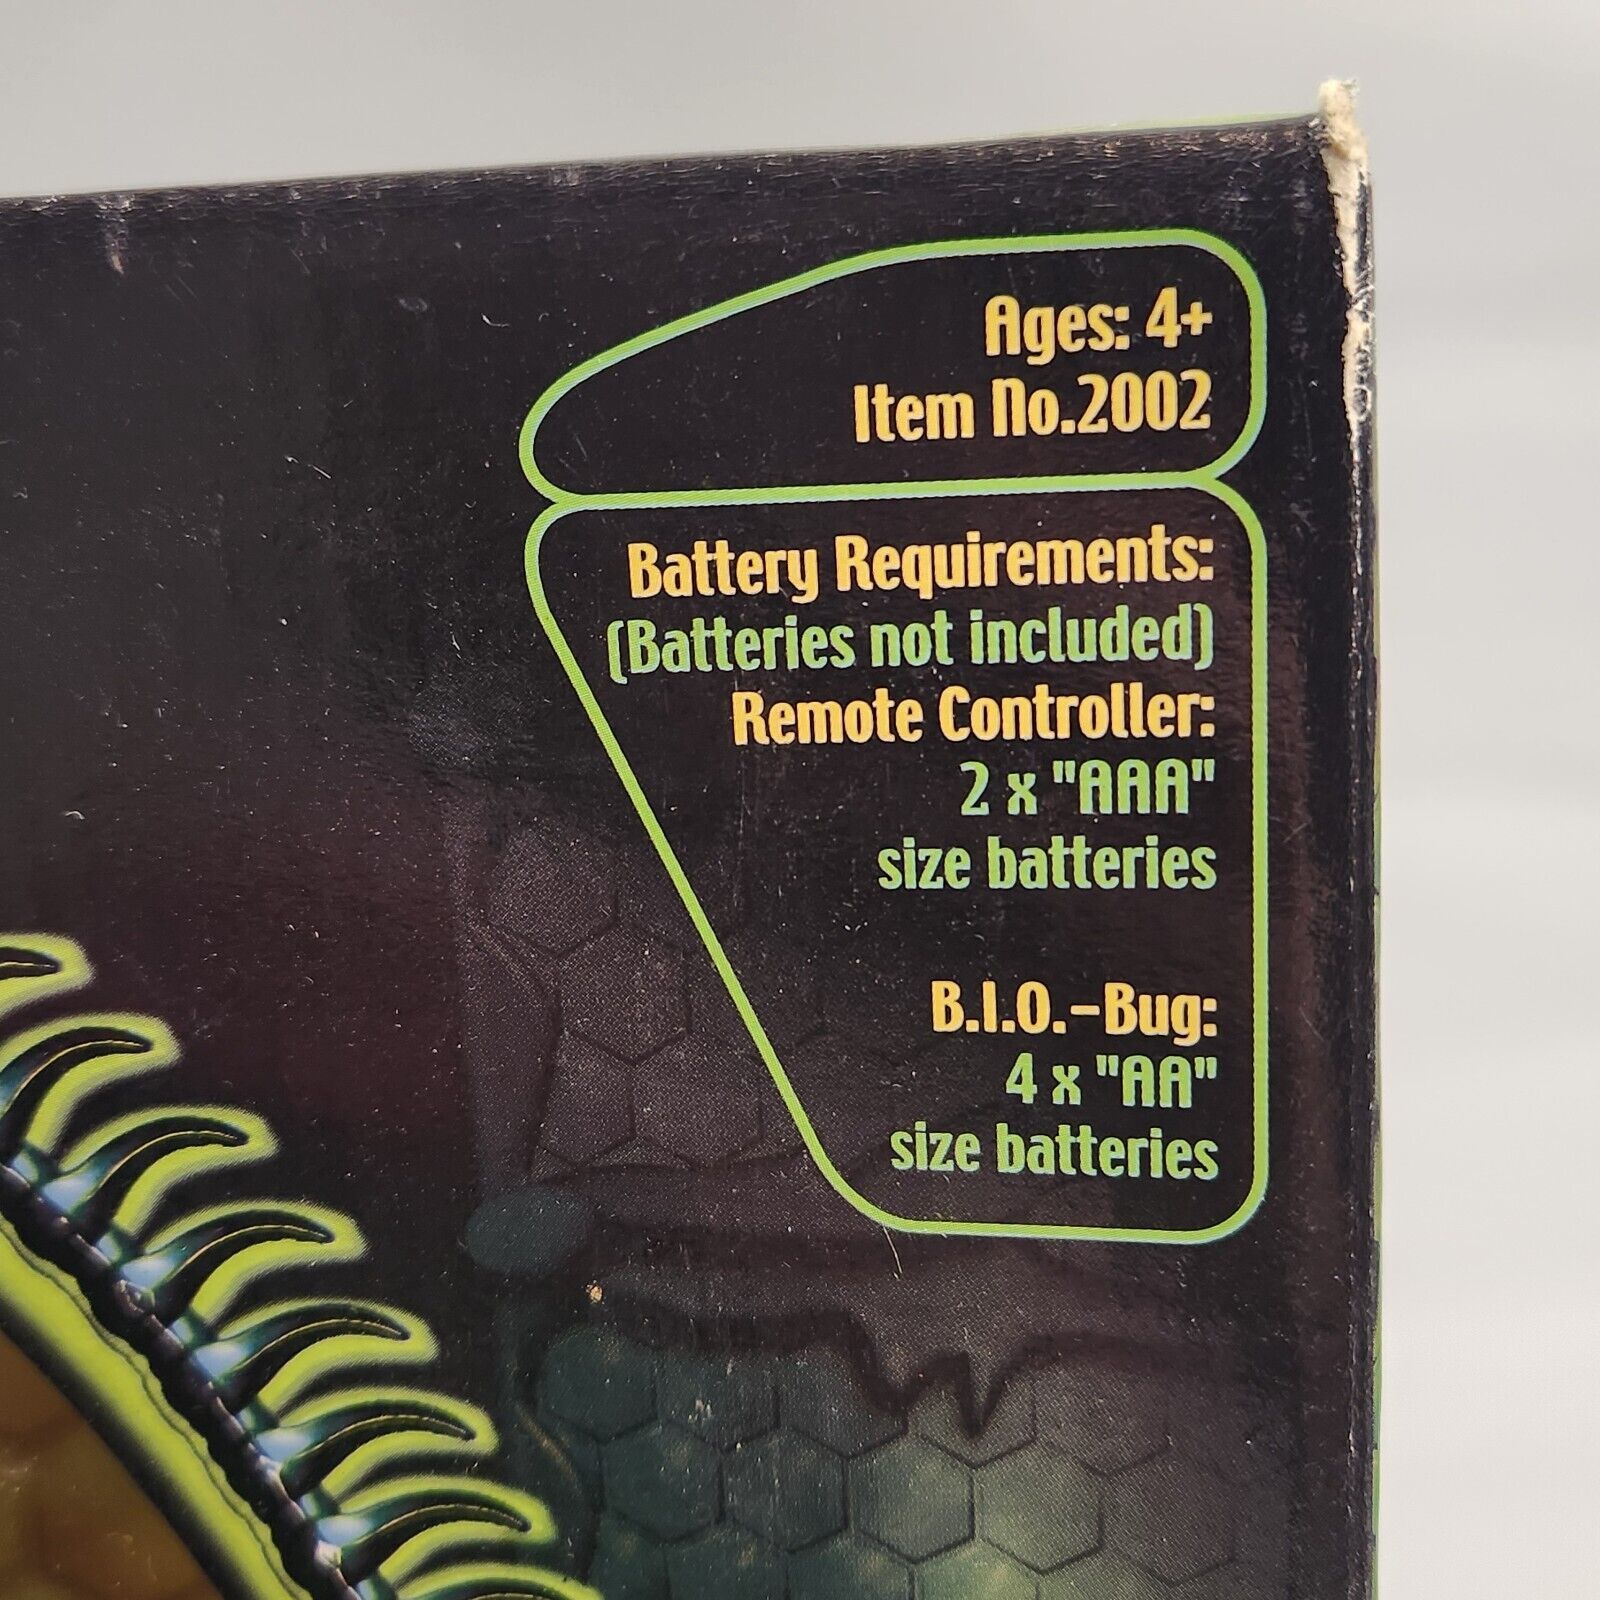 Ages: 4+
Item No.2002
Battery Requirements:
(Batteries not included)
Remote Controller:
2 x "AAA"
size batteries
B.I.O.-Bug:
4 x "AA"
size batteries